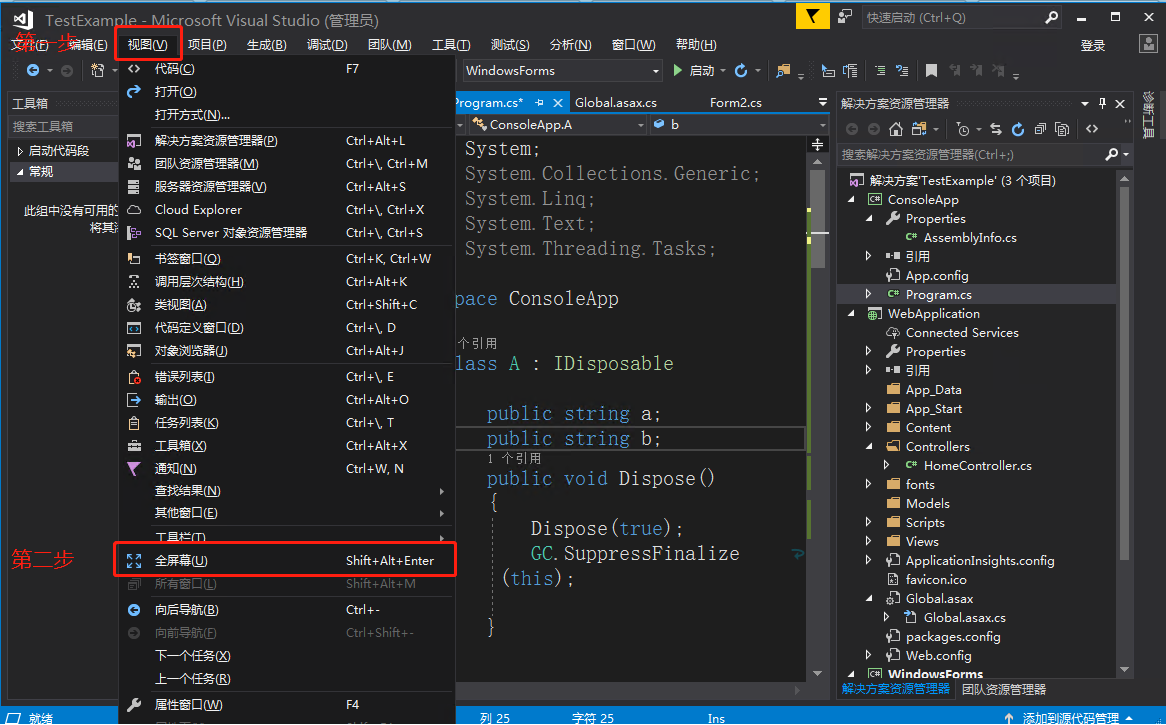 TestExample - Microsoft Visual Studio (管理员)
快速启动 (Ctrl+Q)
第一步
文件(F) 编辑(E) 视图(V) 项目(P) 生成(B) 调试(D) 团队(M) 工具(T) 测试(S) 分析(N) 窗口(W) 帮助(H) 登录
WindowsForms 启动
工具箱
搜索工具箱
启动代码段
常规
此组中没有可用的
代码(C) F7
打开(O)
打开方式(N)...
解决方案资源管理器(P) Ctrl+Alt+L
团队资源管理器(M) Ctrl+\, Ctrl+M
服务器资源管理器(V) Ctrl+Alt+S
Cloud Explorer Ctrl+\, Ctrl+X
SQL Server 对象资源管理器 Ctrl+\, Ctrl+S
书签窗口(Q) Ctrl+K, Ctrl+W
调用层次结构(H) Ctrl+Alt+K
类视图(A) Ctrl+Shift+C
代码定义窗口(D) Ctrl+\, D
对象浏览器(J) Ctrl+Alt+J
错误列表(I) Ctrl+\, E
输出(O) Ctrl+Alt+O
任务列表(K) Ctrl+\, T
工具箱(X) Ctrl+Alt+X
通知(N) Ctrl+W, N
查找结果(N)
其他窗口(E)
工具栏(T)
第二步
全屏幕(U) Shift+Alt+Enter
所有窗口(L) Shift+Alt+M
向后导航(B) Ctrl+-
向前导航(F) Ctrl+Shift+-
下一个任务(X)
上一个任务(R)
属性窗口(W) F4
Program.cs* Global.asax.cs Form2.cs
ConsoleApp.A b
System;
System.Collections.Generic;
System.Linq;
System.Text;
System.Threading.Tasks;
pace ConsoleApp
个引用
lass A : IDisposable
public string a;
public string b;
1 个引用
public void Dispose()
{
Dispose(true);
GC.SuppressFinalize
(this);
}
解决方案资源管理器
搜索解决方案资源管理器(Ctrl+;)
解决方案'TestExample' (3 个项目)
ConsoleApp
Properties
AssemblyInfo.cs
引用
App.config
Program.cs
WebApplication
Connected Services
Properties
引用
App_Data
App_Start
Content
Controllers
HomeController.cs
fonts
Models
Scripts
Views
ApplicationInsights.config
favicon.ico
Global.asax
Global.asax.cs
packages.config
Web.config
WindowsForms
解决方案资源管理器 团队资源管理器
诊断工具
就绪 列 25 字符 25 Ins 添加到源代码管理